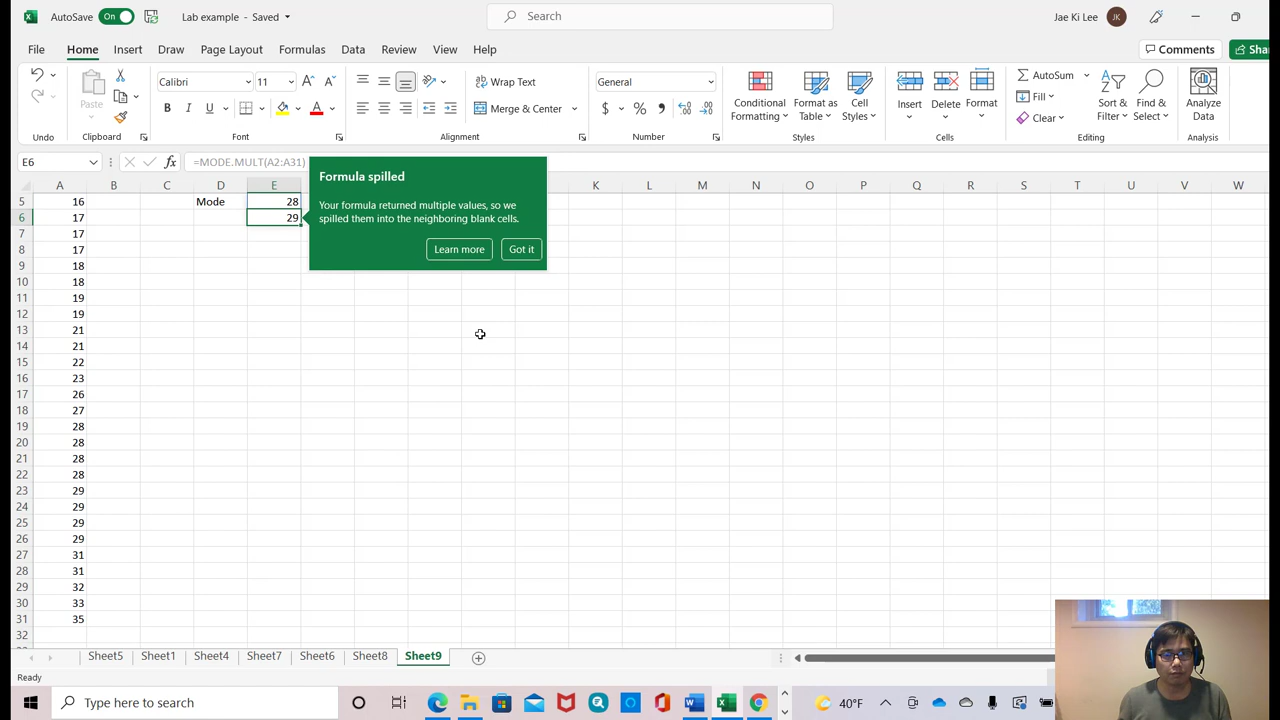 AutoSave On Lab example - Saved Search Jae Ki Lee JK
File Home Insert Draw Page Layout Formulas Data Review View Help Comments Sha
Paste Calibri 11 A A Wrap Text General Conditional Formatting Format as Table Cell Styles Insert Delete Format AutoSum Fill Clear Sort & Filter Find & Select Analyze Data
B I U A Merge & Center $ % ,
Undo Clipboard Font Alignment Number Styles Cells Editing Analysis
E6 fx =MODE.MULT(A2:A31)
Formula spilled
Your formula returned multiple values, so we
spilled them into the neighboring blank cells.
Learn more Got it
A B C D E K L M N O P Q R S T U V W
5 16 Mode 28
6 17 29
7 17
8 17
9 18
10 18
11 19
12 19
13 21
14 21
15 22
16 23
17 26
18 27
19 28
20 28
21 28
22 28
23 29
24 29
25 29
26 29
27 31
28 31
29 32
30 33
31 35
32
Sheet5 Sheet1 Sheet4 Sheet7 Sheet6 Sheet8 Sheet9
Ready
Type here to search 40°F